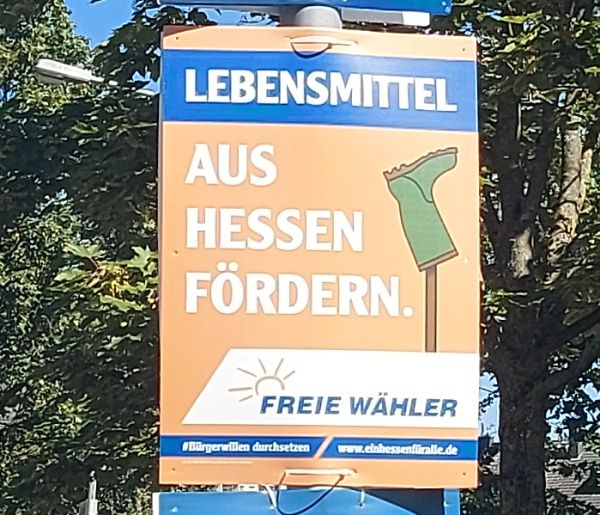 LEBENSMITTEL
AUS
HESSEN
FÖRDERN.
FREIE WÄHLER
#Bürgerwillen durchsetzen / www.einhessenfüralle.de